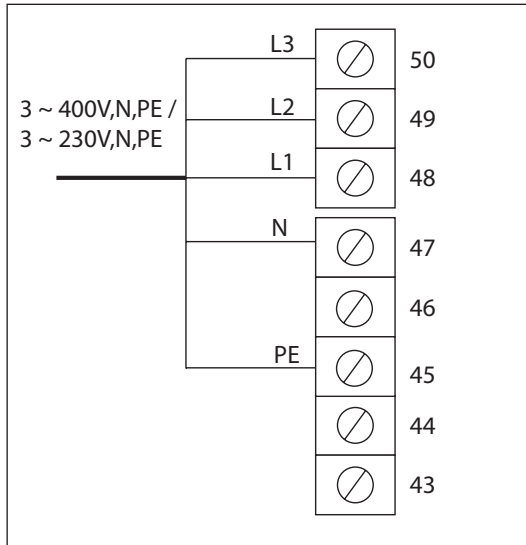 L3 50
3 ~ 400V,N,PE /
L2 49
3 ~ 230V,N,PE
L1 48
N 47
46
PE 45
44
43